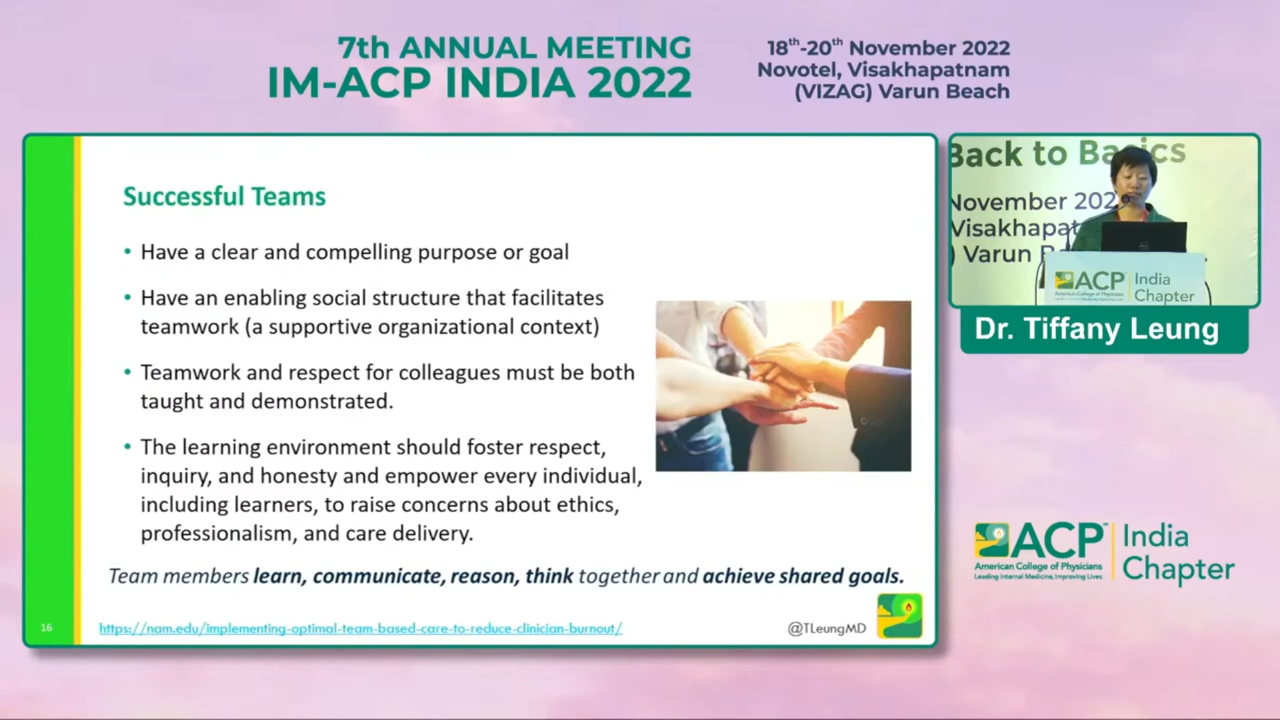 7th ANNUAL MEETING
IM-ACP INDIA 2022
18th-20th November 2022
Novotel, Visakhapatnam
(VIZAG) Varun Beach
Successful Teams
• Have a clear and compelling purpose or goal
• Have an enabling social structure that facilitates
teamwork (a supportive organizational context)
• Teamwork and respect for colleagues must be both
taught and demonstrated.
• The learning environment should foster respect,
inquiry, and honesty and empower every individual,
including learners, to raise concerns about ethics,
professionalism, and care delivery.
Team members learn, communicate, reason, think together and achieve shared goals.
16
https://nam.edu/implementing-optimal-team-based-care-to-reduce-clinician-burnout/
@TLeungMD
Back to Ba cs
November 202
Visakhapat
) Varun B
ACP
American College of Physicians
India
Chapter
Dr. Tiffany Leung
ACP™
American College of Physicians
Leading Internal Medicine, Improving Lives
India
Chapter